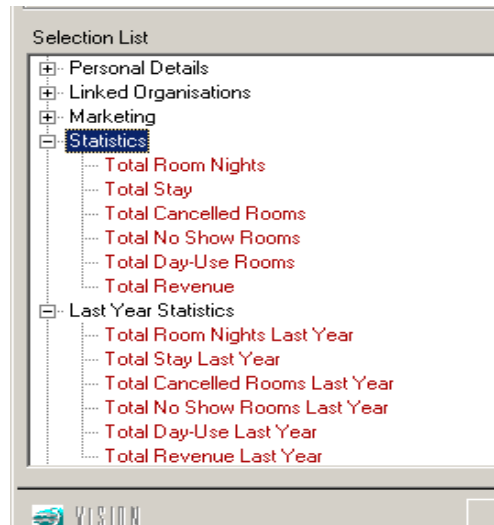 Selection List
Personal Details
Linked Organisations
Marketing
Statistics
Total Room Nights
Total Stay
Total Cancelled Rooms
Total No Show Rooms
Total Day-Use Rooms
Total Revenue
Last Year Statistics
Total Room Nights Last Year
Total Stay Last Year
Total Cancelled Rooms Last Year
Total No Show Rooms Last Year
Total Day-Use Last Year
Total Revenue Last Year
VISION